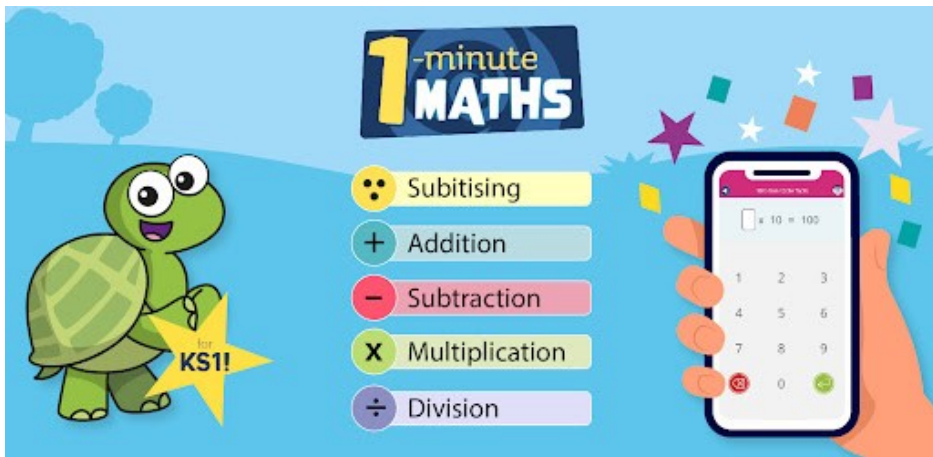 1-minute
MATHS
Subitising
+ Addition
− Subtraction
x Multiplication
÷ Division
for
KS1!
x 10 = 100
1 2 3
4 5 6
7 8 9
0